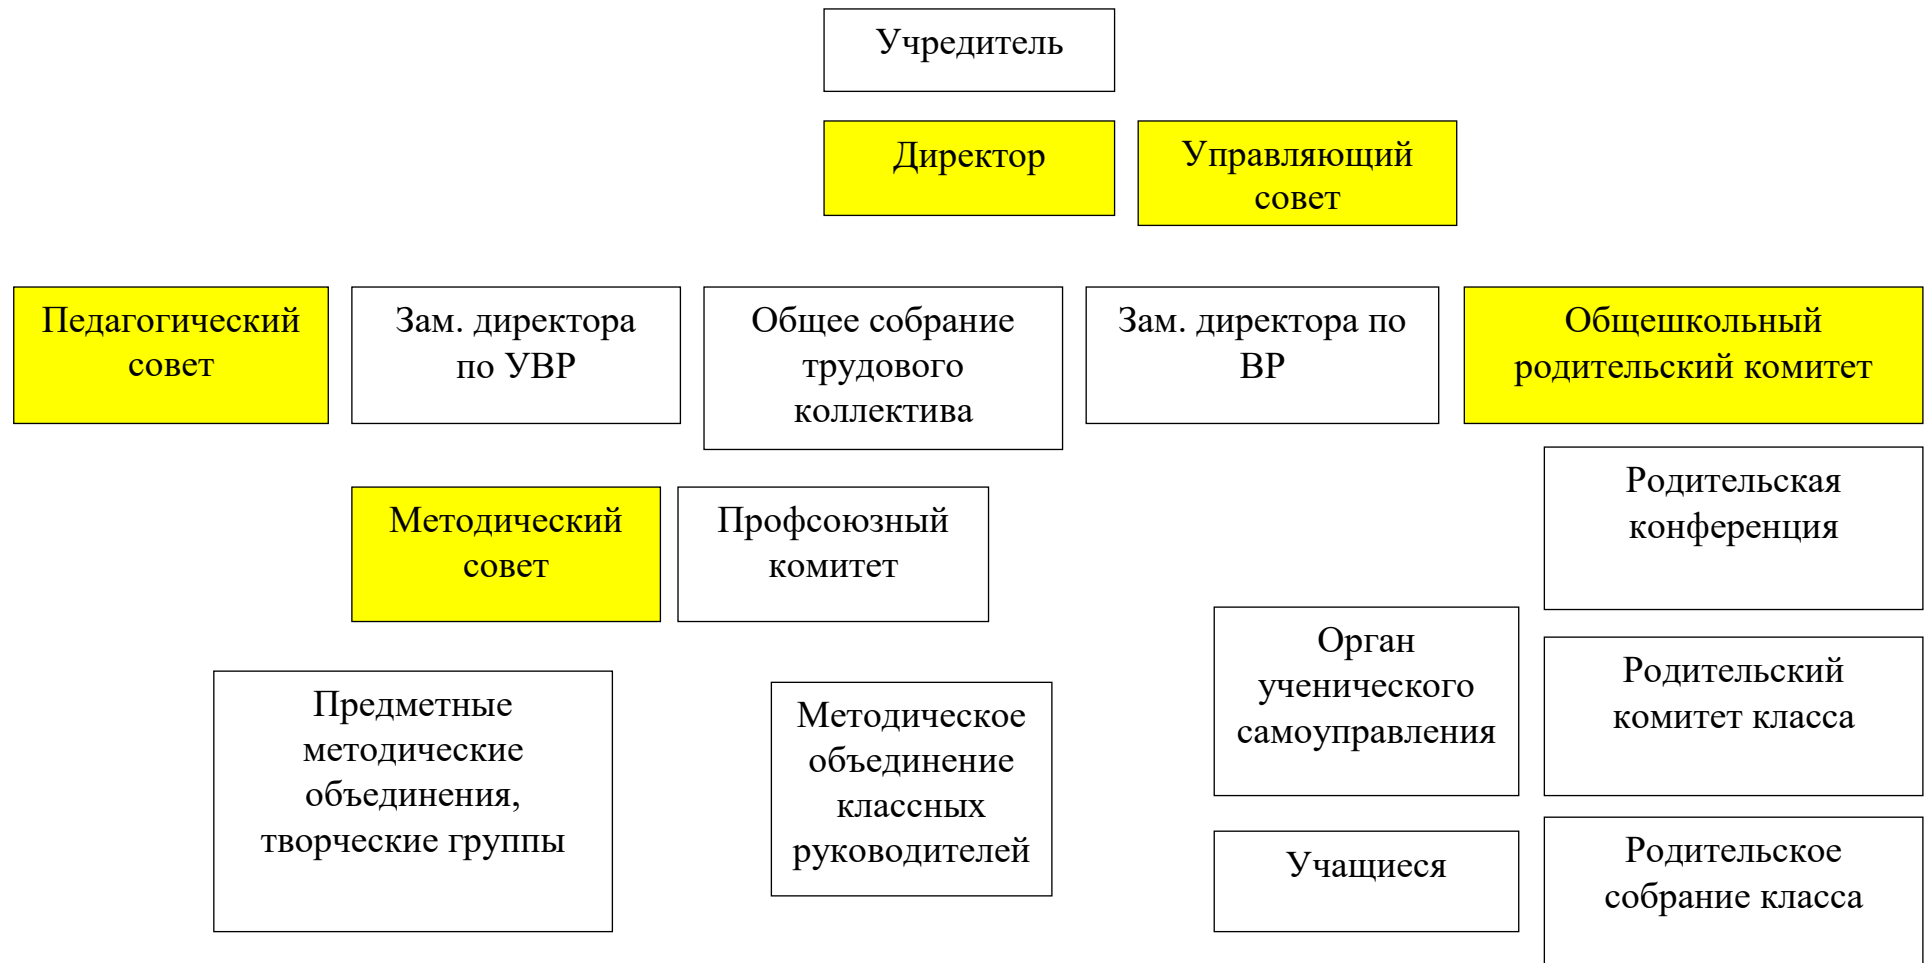 Учредитель
Директор
Управляющий
совет
Педагогический
совет
Зам. директора
по УВР
Общее собрание
трудового
коллектива
Зам. директора по
ВР
Общешкольный
родительский комитет
Родительская
конференция
Методический
совет
Профсоюзный
комитет
Орган
ученического
самоуправления
Родительский
комитет класса
Предметные
методические
объединения,
творческие группы
Методическое
объединение
классных
руководителей
Учащиеся
Родительское
собрание класса